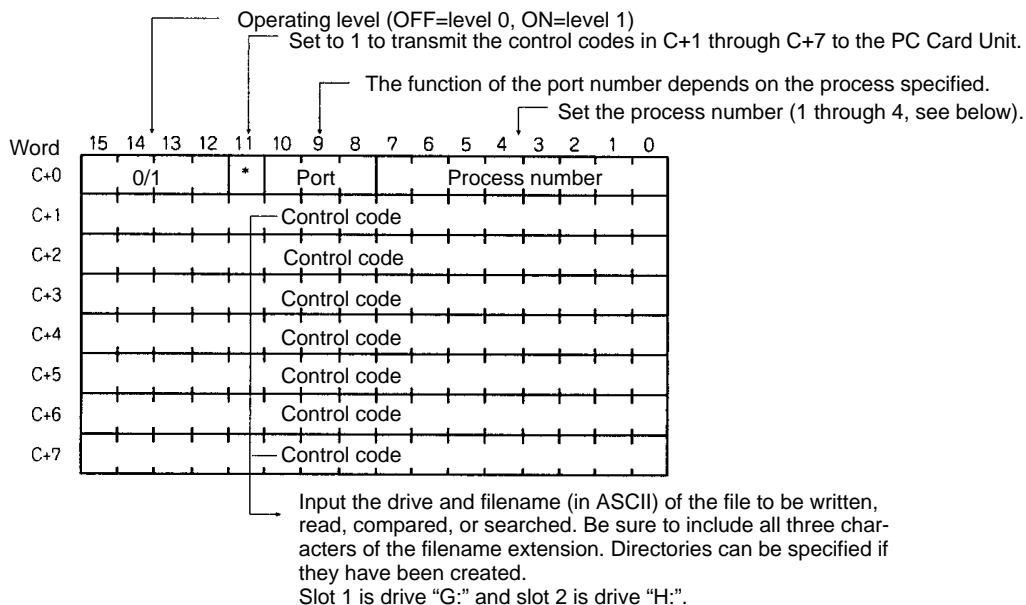 Operating level (OFF=level 0, ON=level 1)
Set to 1 to transmit the control codes in C+1 through C+7 to the PC Card Unit.
The function of the port number depends on the process specified.
Set the process number (1 through 4, see below).
Word 15 14 13 12 11 10 9 8 7 6 5 4 3 2 1 0
C+0 0/1 * Port Process number
C+1 Control code
C+2 Control code
C+3 Control code
C+4 Control code
C+5 Control code
C+6 Control code
C+7 Control code
Input the drive and filename (in ASCII) of the file to be written,
read, compared, or searched. Be sure to include all three char-
acters of the filename extension. Directories can be specified if
they have been created.
Slot 1 is drive “G:” and slot 2 is drive “H:”.